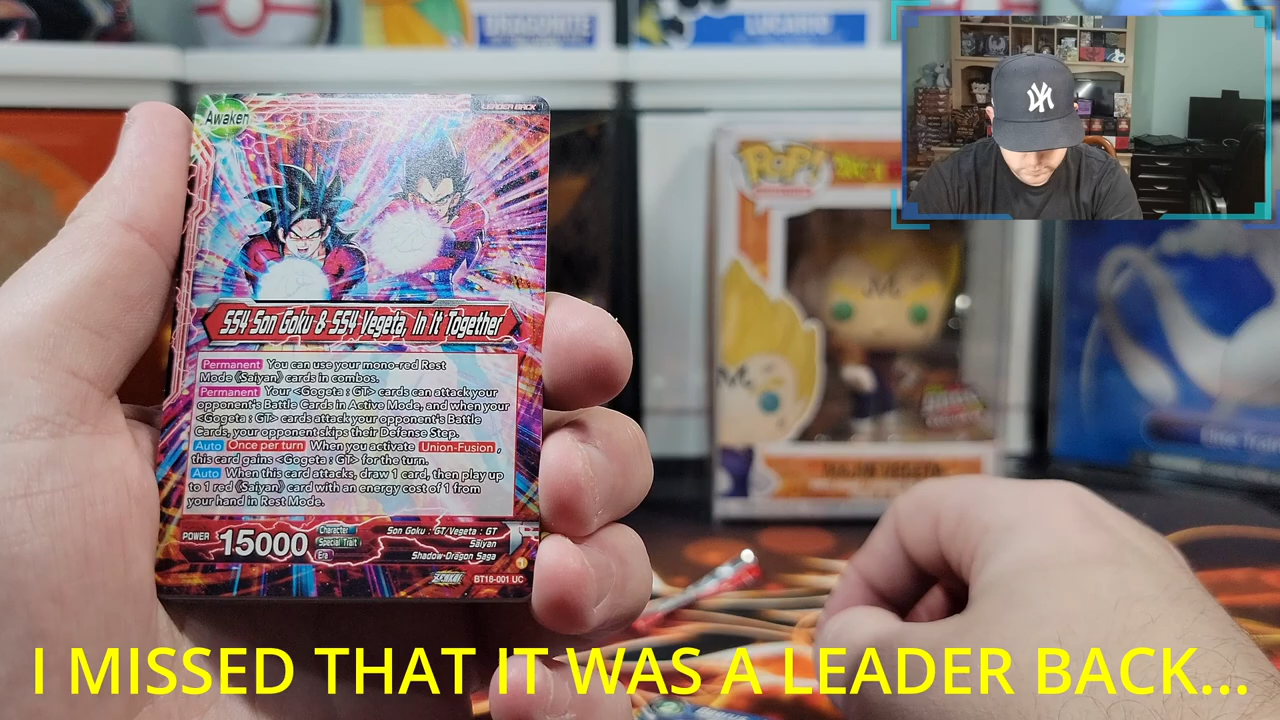 DRAGONITE
LUCARIO
Awaken
LEADER BACK
POP!
NY
SS4 Son Goku & SS4 Vegeta, In It Together
Permanent You can use your mono-red Rest
Mode ‹Saiyan› cards in combos.
Permanent Your <Gogeta : GT> cards can attack your
opponent's Battle Cards in Active Mode, and when your
<Gogeta : GT> cards attack your opponent's Battle
Cards, your opponent skips their Defense Step.
Auto Once per turn When you activate Union-Fusion,
this card gains <Gogeta : GT> for the turn.
Auto When this card attacks, draw 1 card, then play up
to 1 red ‹Saiyan› card with an energy cost of 1 from
your hand in Rest Mode.
POWER 15000
Character Son Goku : GT/Vegeta : GT
Special Trait Saiyan
Era Shadow Dragon Saga
BT18-001 UC
MAJIN VEGETA
I MISSED THAT IT WAS A LEADER BACK...